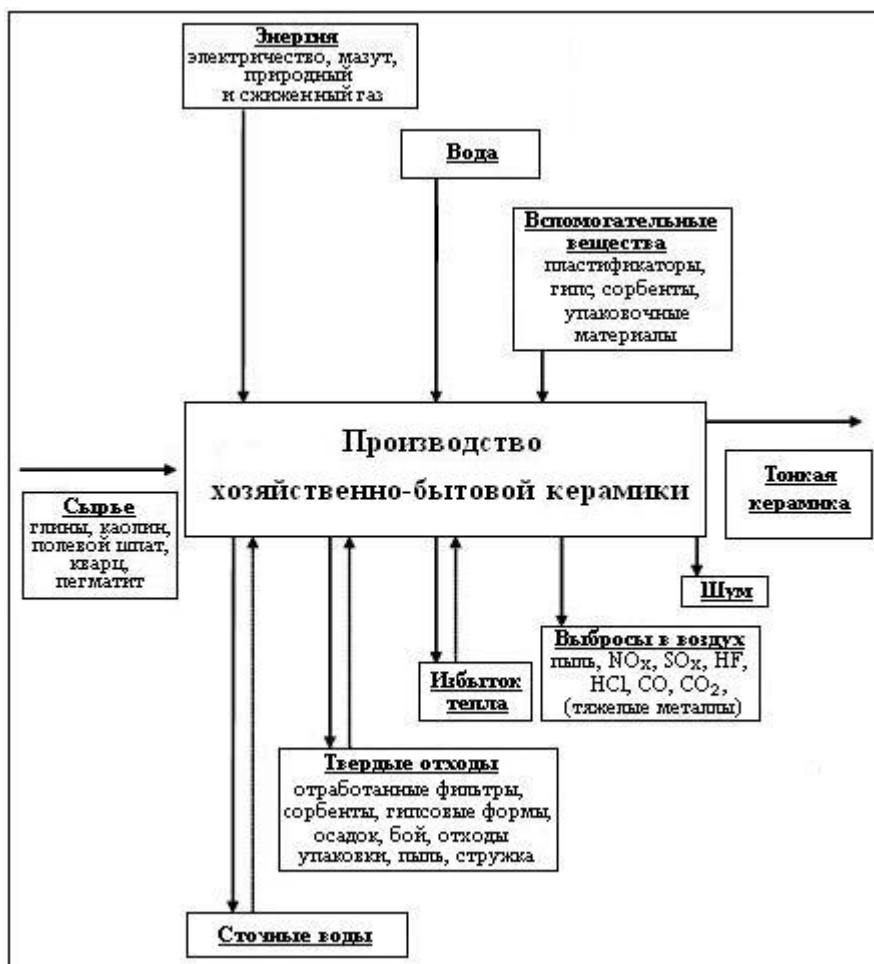 Энергия
электричество, мазут,
природный
и сжиженный газ
Вода
Вспомогательные
вещества
пластификаторы,
гипс, сорбенты,
упаковочные
материалы
Производство
хозяйственно-бытовой керамики
Сырье
глины, каолин,
полевой шпат,
кварц,
пегматит
Тонкая
керамика
Шум
Выбросы в воздух
пыль, NOx, SOx, HF,
HCl, CO, CO2,
(тяжелые металлы)
Избыток
тепла
Твердые отходы
отработанные фильтры,
сорбенты, гипсовые формы,
осадок, бой, отходы
упаковки, пыль, стружка
Сточные воды